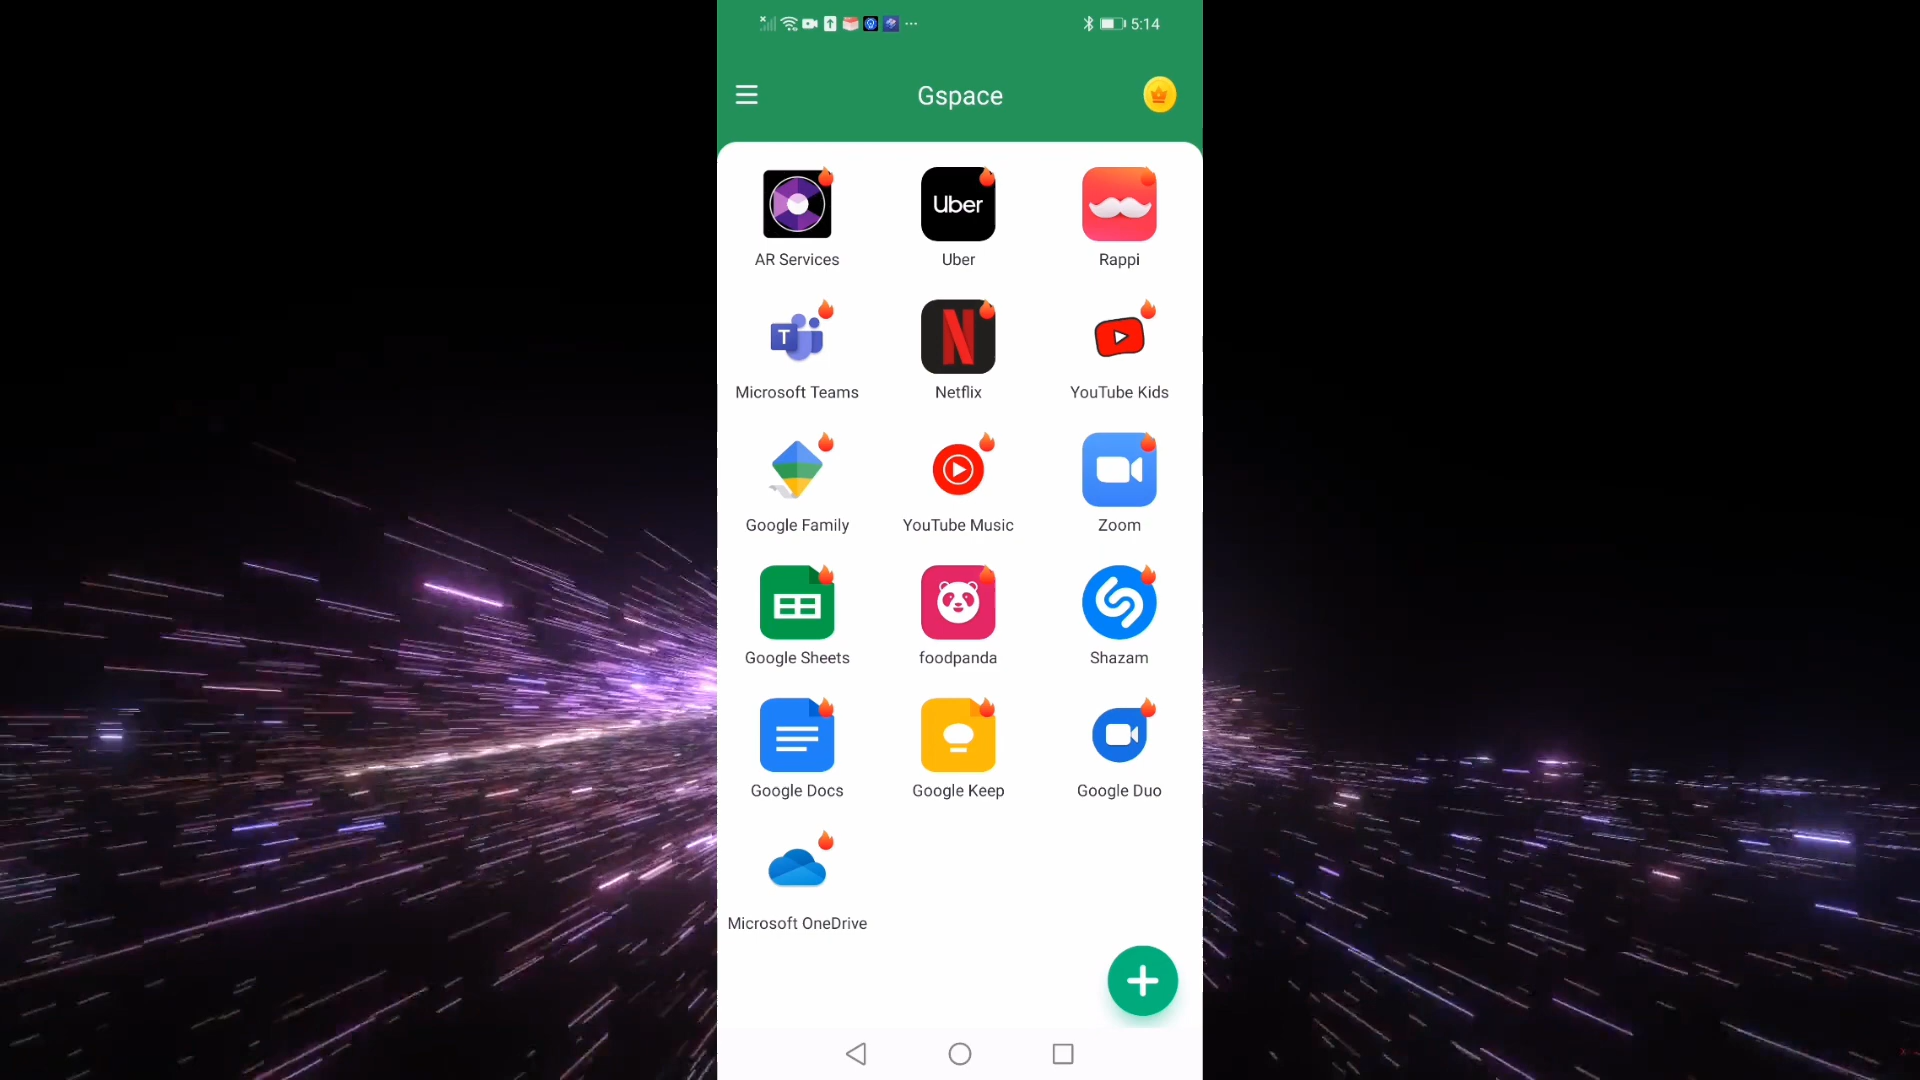 5:14
Gspace
Uber
AR Services
Uber
Rappi
T
N
Microsoft Teams
Netflix
YouTube Kids
Google Family
YouTube Music
Zoom
Google Sheets
foodpanda
Shazam
Google Docs
Google Keep
Google Duo
Microsoft OneDrive